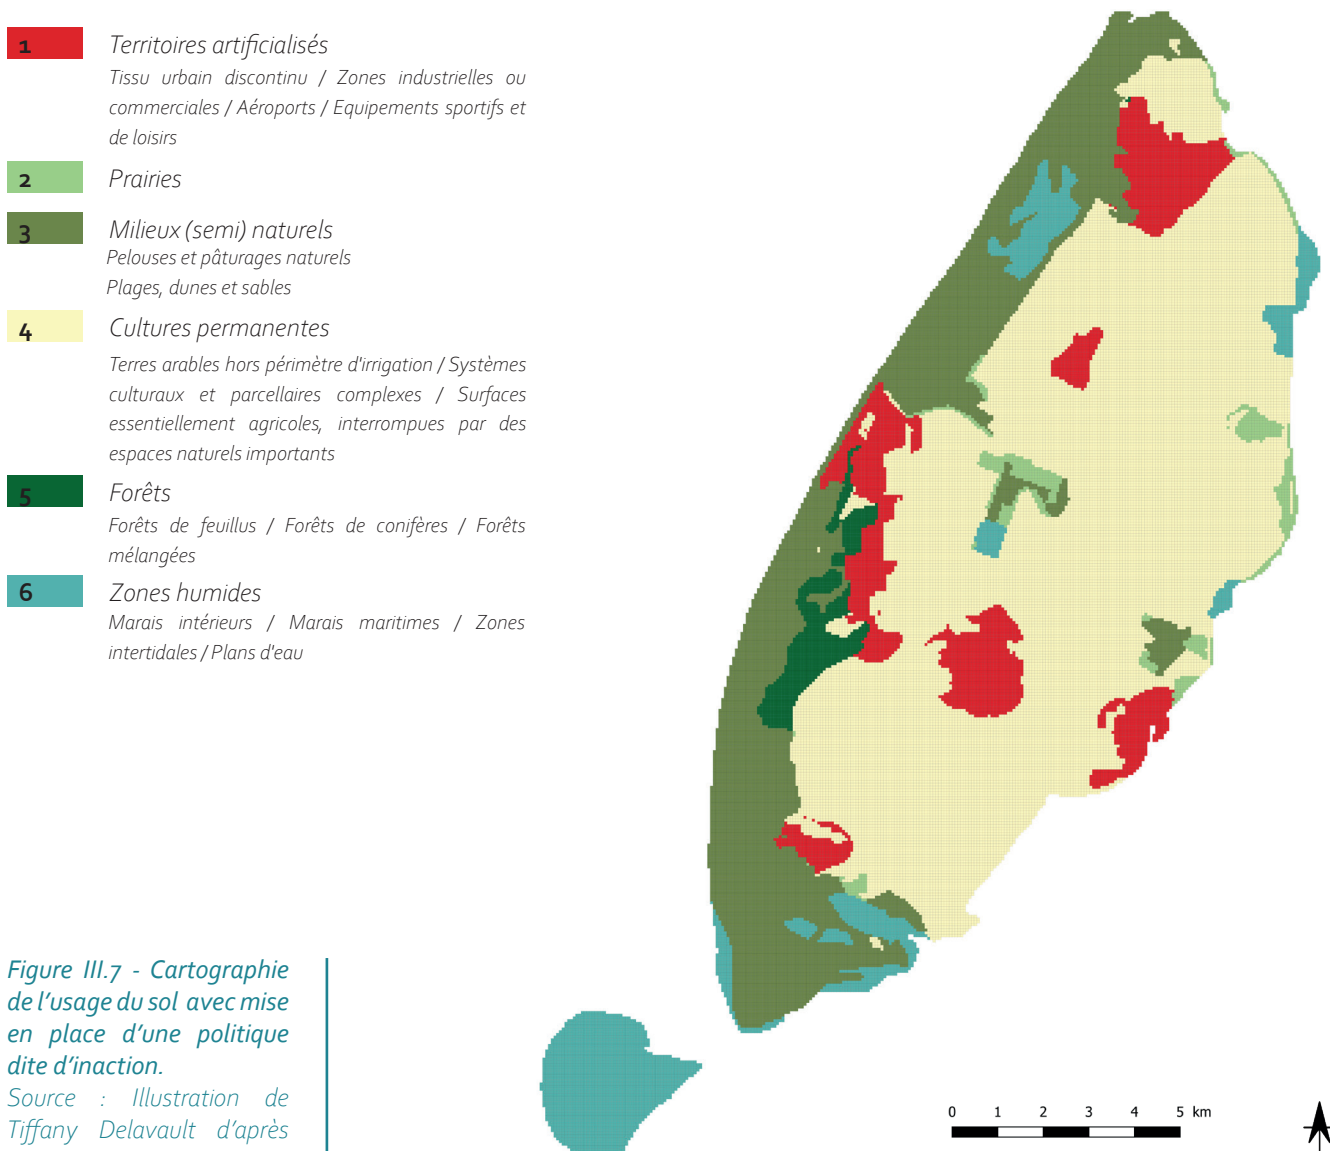 1
Territoires artificialisés
Tissu urbain discontinu / Zones industrielles ou
commerciales / Aéroports / Equipements sportifs et
de loisirs
2
Prairies
3
Milieux (semi) naturels
Pelouses et pâturages naturels
Plages, dunes et sables
4
Cultures permanentes
Terres arables hors périmètre d'irrigation / Systèmes
culturaux et parcellaires complexes / Surfaces
essentiellement agricoles, interrompues par des
espaces naturels importants
5
Forêts
Forêts de feuillus / Forêts de conifères / Forêts
mélangées
6
Zones humides
Marais intérieurs / Marais maritimes / Zones
intertidales / Plans d'eau
Figure III.7 - Cartographie
de l'usage du sol avec mise
en place d'une politique
dite d'inaction.
Source : Illustration de
Tiffany Delavault d'après
0 1 2 3 4 5 km